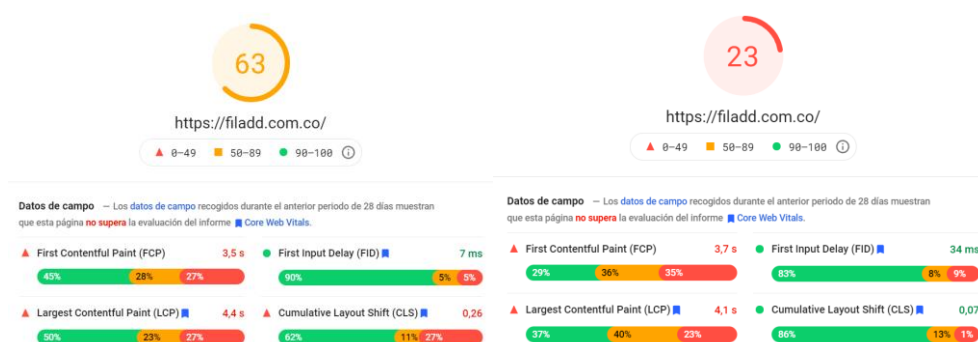 63
https://filadd.com.co/
0–49 50–89 90–100
Datos de campo — Los datos de campo recogidos durante el anterior periodo de 28 días muestran
que esta página no supera la evaluación del informe Core Web Vitals.
First Contentful Paint (FCP) 3,5 s
45% 28% 27%
First Input Delay (FID) 7 ms
90% 5% 5%
Largest Contentful Paint (LCP) 4,4 s
50% 23% 27%
Cumulative Layout Shift (CLS) 0,26
62% 11% 27%
23
https://filadd.com.co/
0–49 50–89 90–100
Datos de campo — Los datos de campo recogidos durante el anterior periodo de 28 días muestran
que esta página no supera la evaluación del informe Core Web Vitals.
First Contentful Paint (FCP) 3,7 s
29% 36% 35%
First Input Delay (FID) 34 ms
83% 8% 9%
Largest Contentful Paint (LCP) 4,1 s
37% 40% 23%
Cumulative Layout Shift (CLS) 0,07
86% 13% 1%